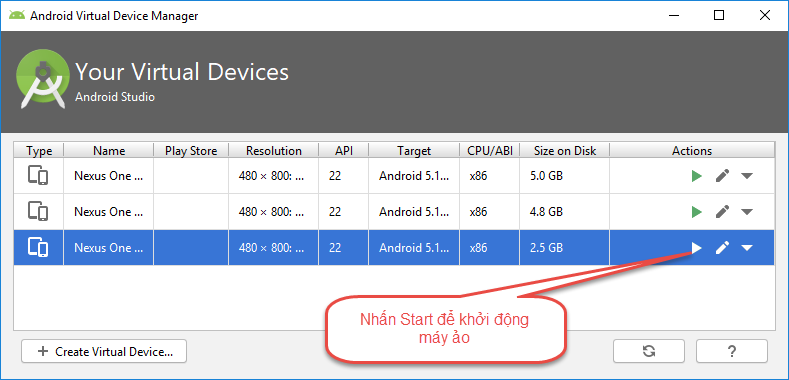 Android Virtual Device Manager
Your Virtual Devices
Android Studio
Type Name Play Store Resolution API Target CPU/ABI Size on Disk Actions
Nexus One ... 480 × 800: ... 22 Android 5.1... x86 5.0 GB
Nexus One ... 480 × 800: ... 22 Android 5.1... x86 4.8 GB
Nexus One ... 480 × 800: ... 22 Android 5.1... x86 2.5 GB
Nhấn Start để khởi động
máy ảo
+ Create Virtual Device...
?